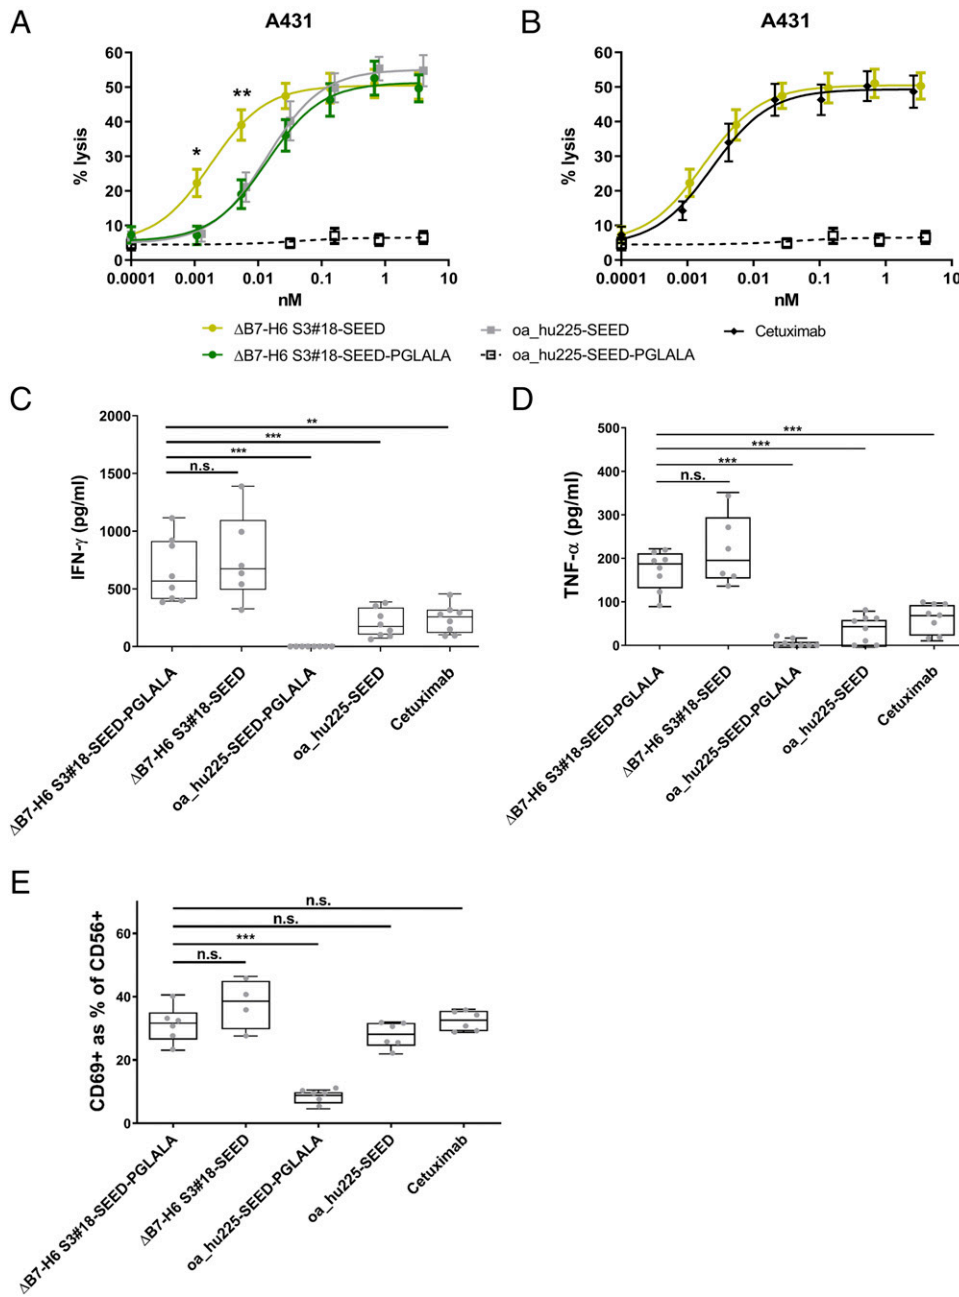 A
A431
% lysis
60
50
40
30
20
10
0
0.0001
0.001
0.01
0.1
1
10
nM
*
**
B
A431
% lysis
60
50
40
30
20
10
0
0.0001
0.001
0.01
0.1
1
10
nM
ΔB7-H6 S3#18-SEED
oa_hu225-SEED
Cetuximab
ΔB7-H6 S3#18-SEED-PGLALA
oa_hu225-SEED-PGLALA
C
IFN-γ (pg/ml)
2000
1500
1000
500
0
**
***
***
n.s.
ΔB7-H6 S3#18-SEED-PGLALA
ΔB7-H6 S3#18-SEED
oa_hu225-SEED-PGLALA
oa_hu225-SEED
Cetuximab
D
TNF-α (pg/ml)
500
400
300
200
100
0
***
***
***
n.s.
ΔB7-H6 S3#18-SEED-PGLALA
ΔB7-H6 S3#18-SEED
oa_hu225-SEED-PGLALA
oa_hu225-SEED
Cetuximab
E
CD69+ as % of CD56+
60
40
20
0
n.s.
n.s.
***
n.s.
ΔB7-H6 S3#18-SEED-PGLALA
ΔB7-H6 S3#18-SEED
oa_hu225-SEED-PGLALA
oa_hu225-SEED
Cetuximab